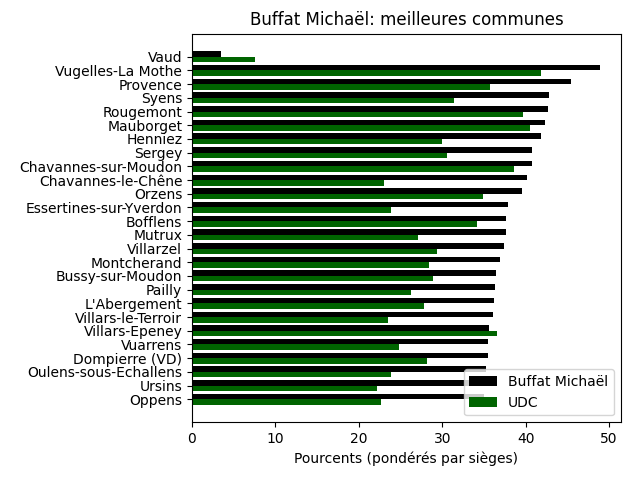 Buffat Michaël: meilleures communes
Vaud
Vugelles-La Mothe
Provence
Syens
Rougemont
Mauborget
Henniez
Sergey
Chavannes-sur-Moudon
Chavannes-le-Chêne
Orzens
Essertines-sur-Yverdon
Bofflens
Mutrux
Villarzel
Montcherand
Bussy-sur-Moudon
Pailly
L'Abergement
Villars-le-Terroir
Villars-Epeney
Vuarrens
Dompierre (VD)
Oulens-sous-Echallens
Ursins
Oppens
Buffat Michaël
UDC
0 10 20 30 40 50
Pourcents (pondérés par sièges)